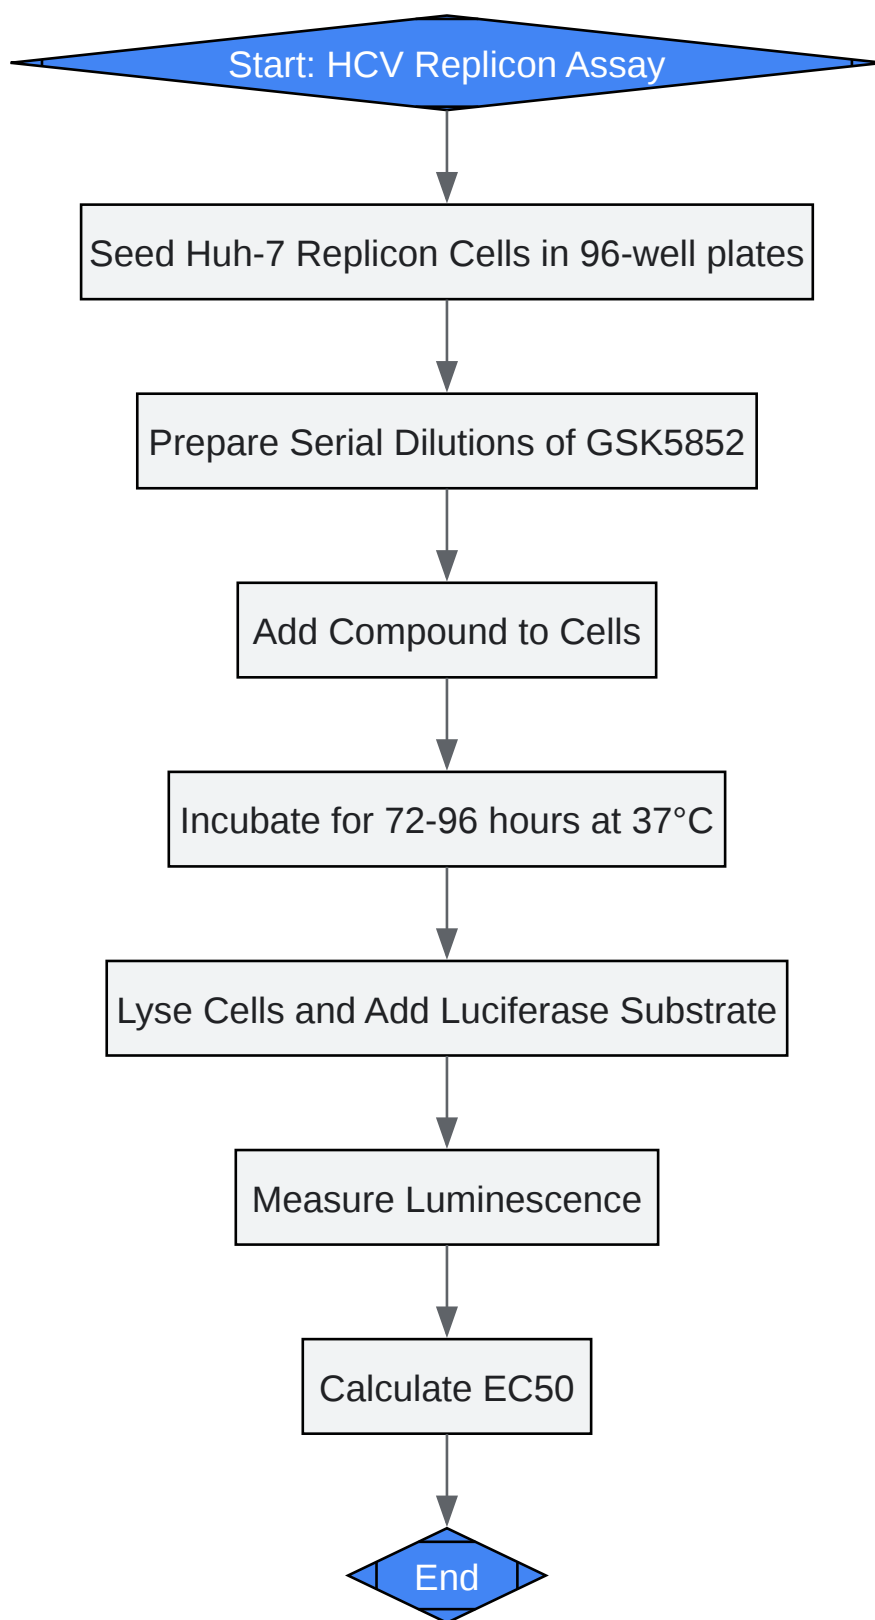 Start: HCV Replicon Assay
Seed Huh-7 Replicon Cells in 96-well plates
Prepare Serial Dilutions of GSK5852
Add Compound to Cells
Incubate for 72-96 hours at 37°C
Lyse Cells and Add Luciferase Substrate
Measure Luminescence
Calculate EC50
End